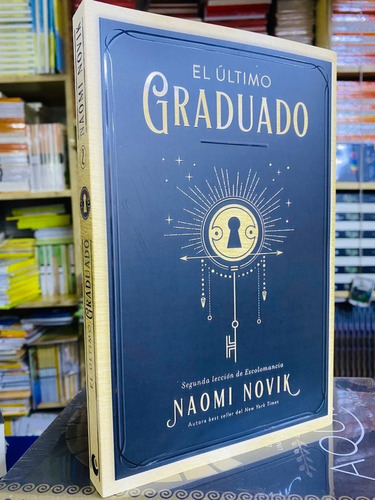 EL ÚLTIMO
GRADUADO
Segunda lección de Escolomancia
NAOMI NOVIK
Autora best seller del New York Times
NAOMI NOVIK
2
EL ÚLTIMO GRADUADO